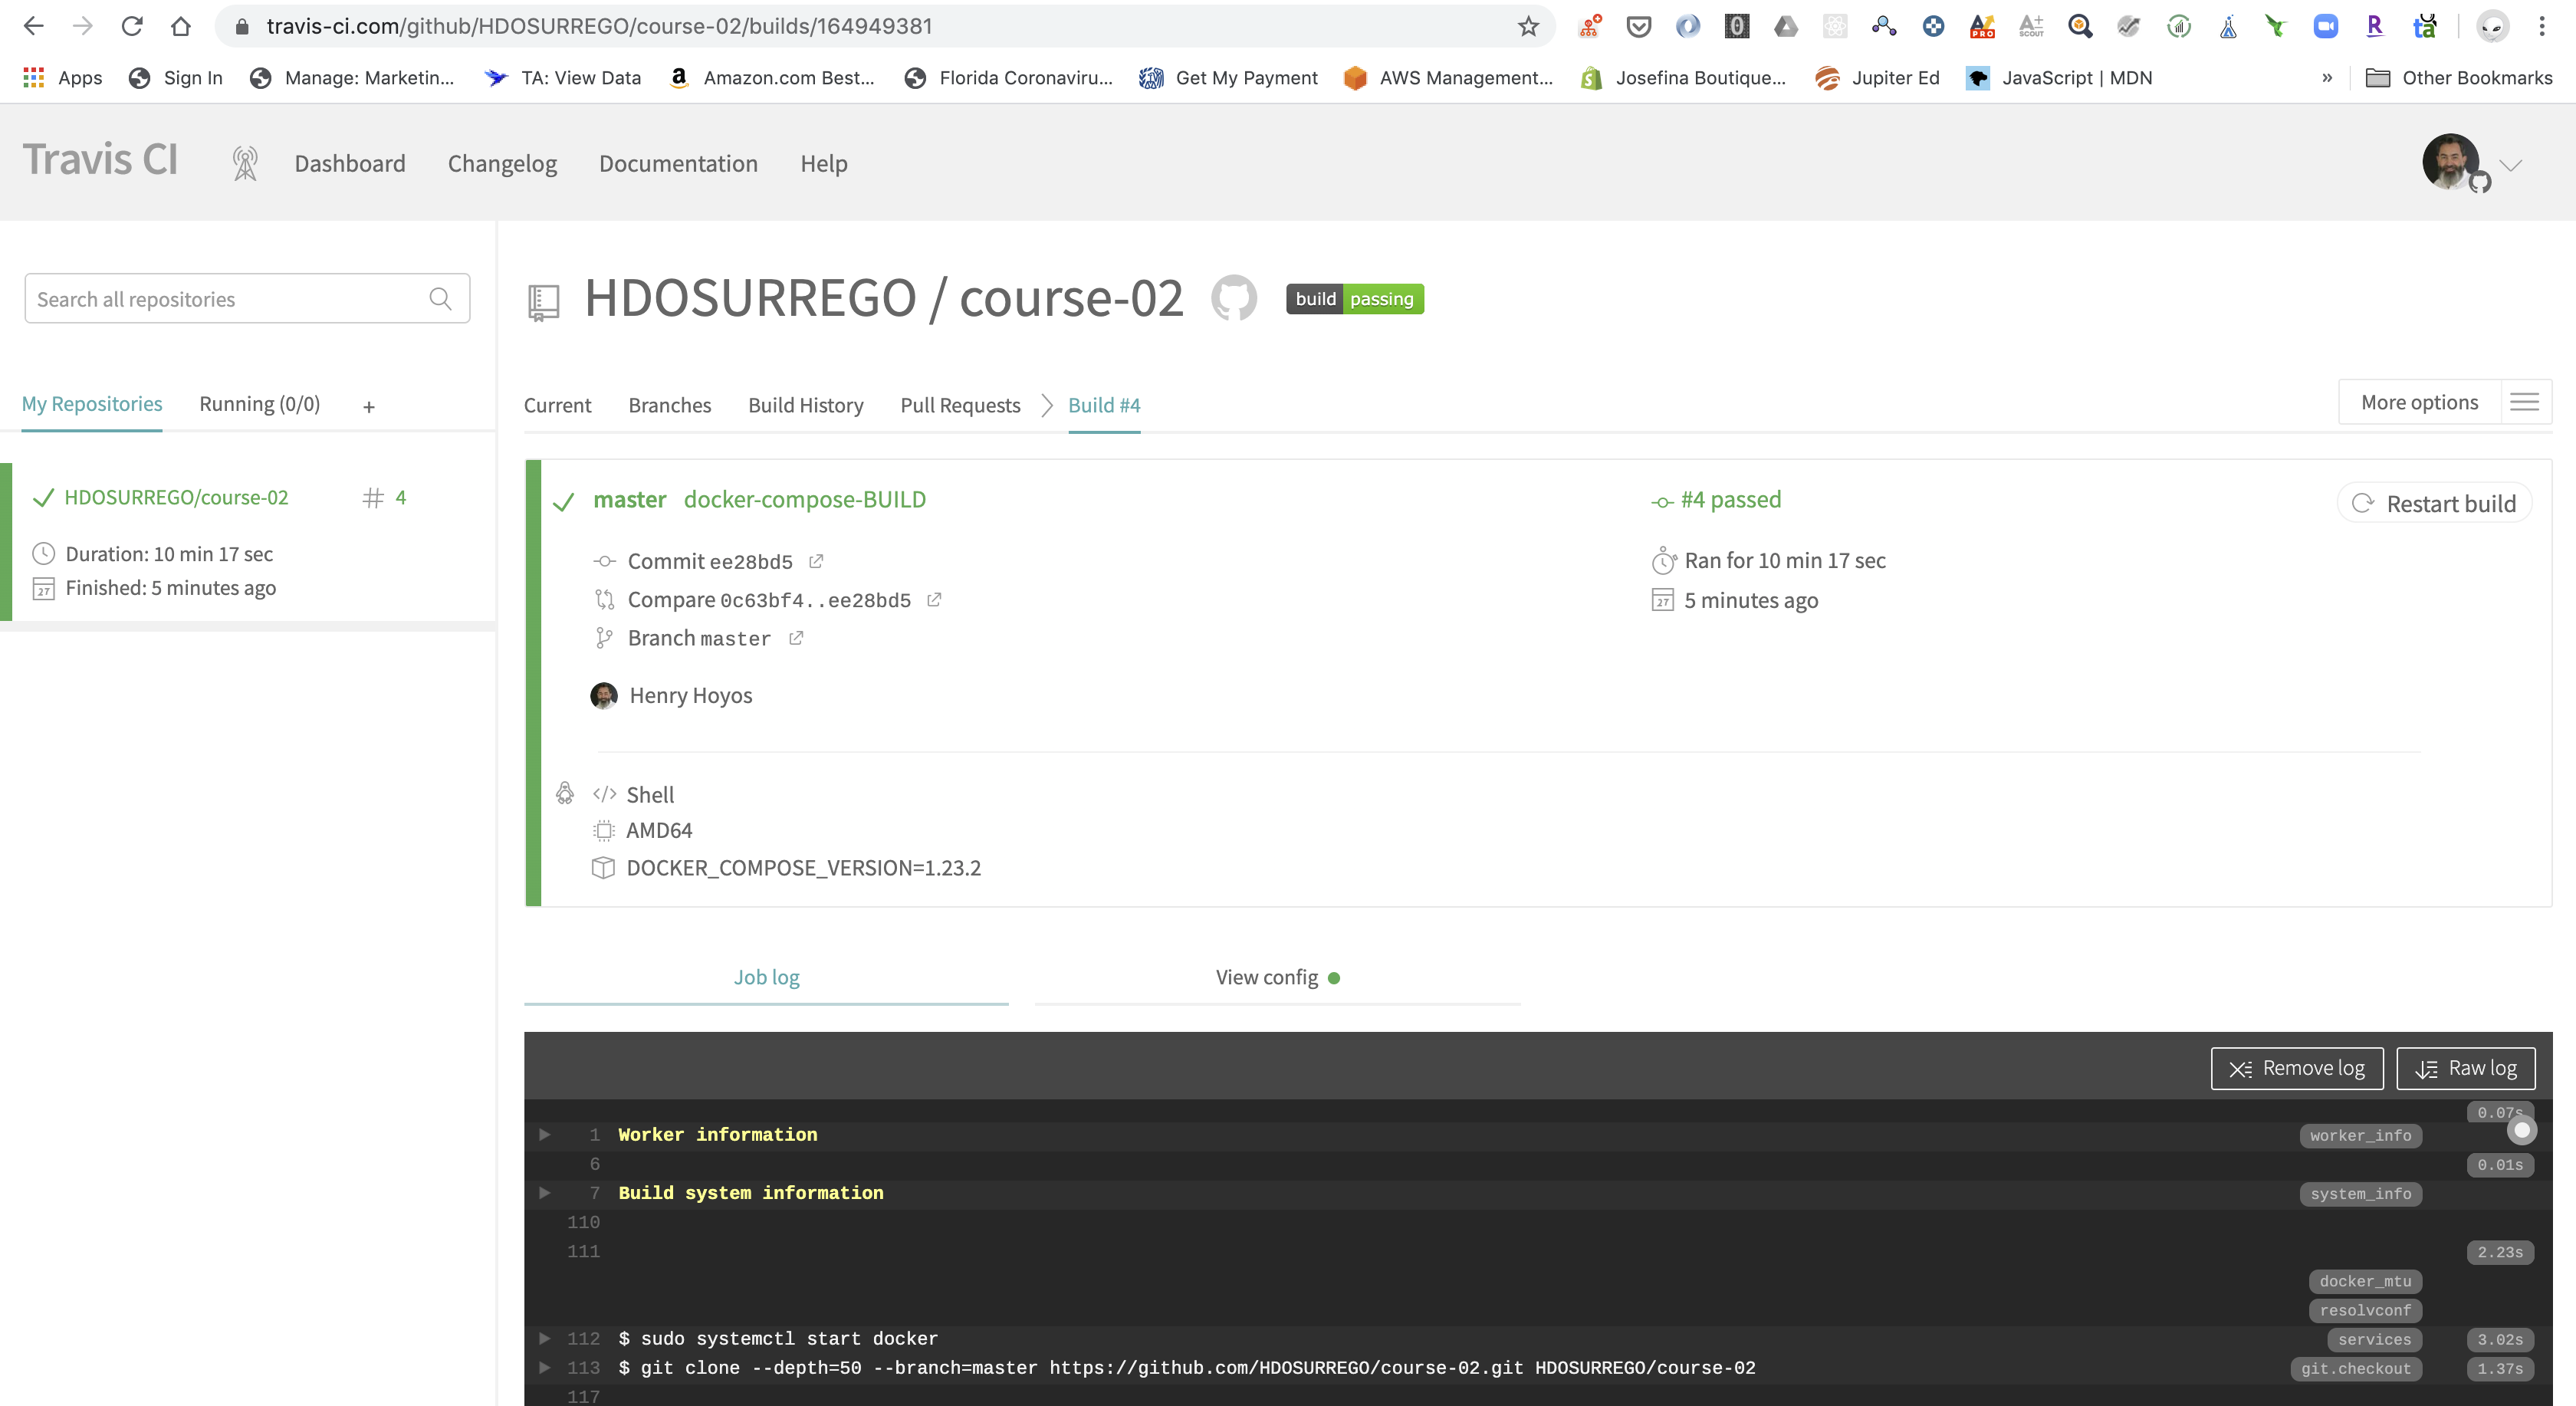 travis-ci.com/github/HDOSURREGO/course-02/builds/164949381
Apps Sign In Manage: Marketin... TA: View Data Amazon.com Best... Florida Coronaviru... Get My Payment AWS Management... Josefina Boutique... Jupiter Ed JavaScript | MDN » Other Bookmarks
Travis CI Dashboard Changelog Documentation Help
Search all repositories
HDOSURREGO / course-02 build passing
My Repositories Running (0/0) +
Current Branches Build History Pull Requests Build #4 More options
HDOSURREGO/course-02 # 4
Duration: 10 min 17 sec
Finished: 5 minutes ago
master docker-compose-BUILD #4 passed Restart build
Commit ee28bd5 Ran for 10 min 17 sec
Compare 0c63bf4..ee28bd5 5 minutes ago
Branch master
Henry Hoyos
Shell
AMD64
DOCKER_COMPOSE_VERSION=1.23.2
Job log View config
Remove log Raw log
0.07s
1 Worker information worker_info
6 0.01s
7 Build system information system_info
110
111 2.23s
docker_mtu
resolvconf
112 $ sudo systemctl start docker services 3.02s
113 $ git clone --depth=50 --branch=master https://github.com/HDOSURREGO/course-02.git HDOSURREGO/course-02 git.checkout 1.37s
117